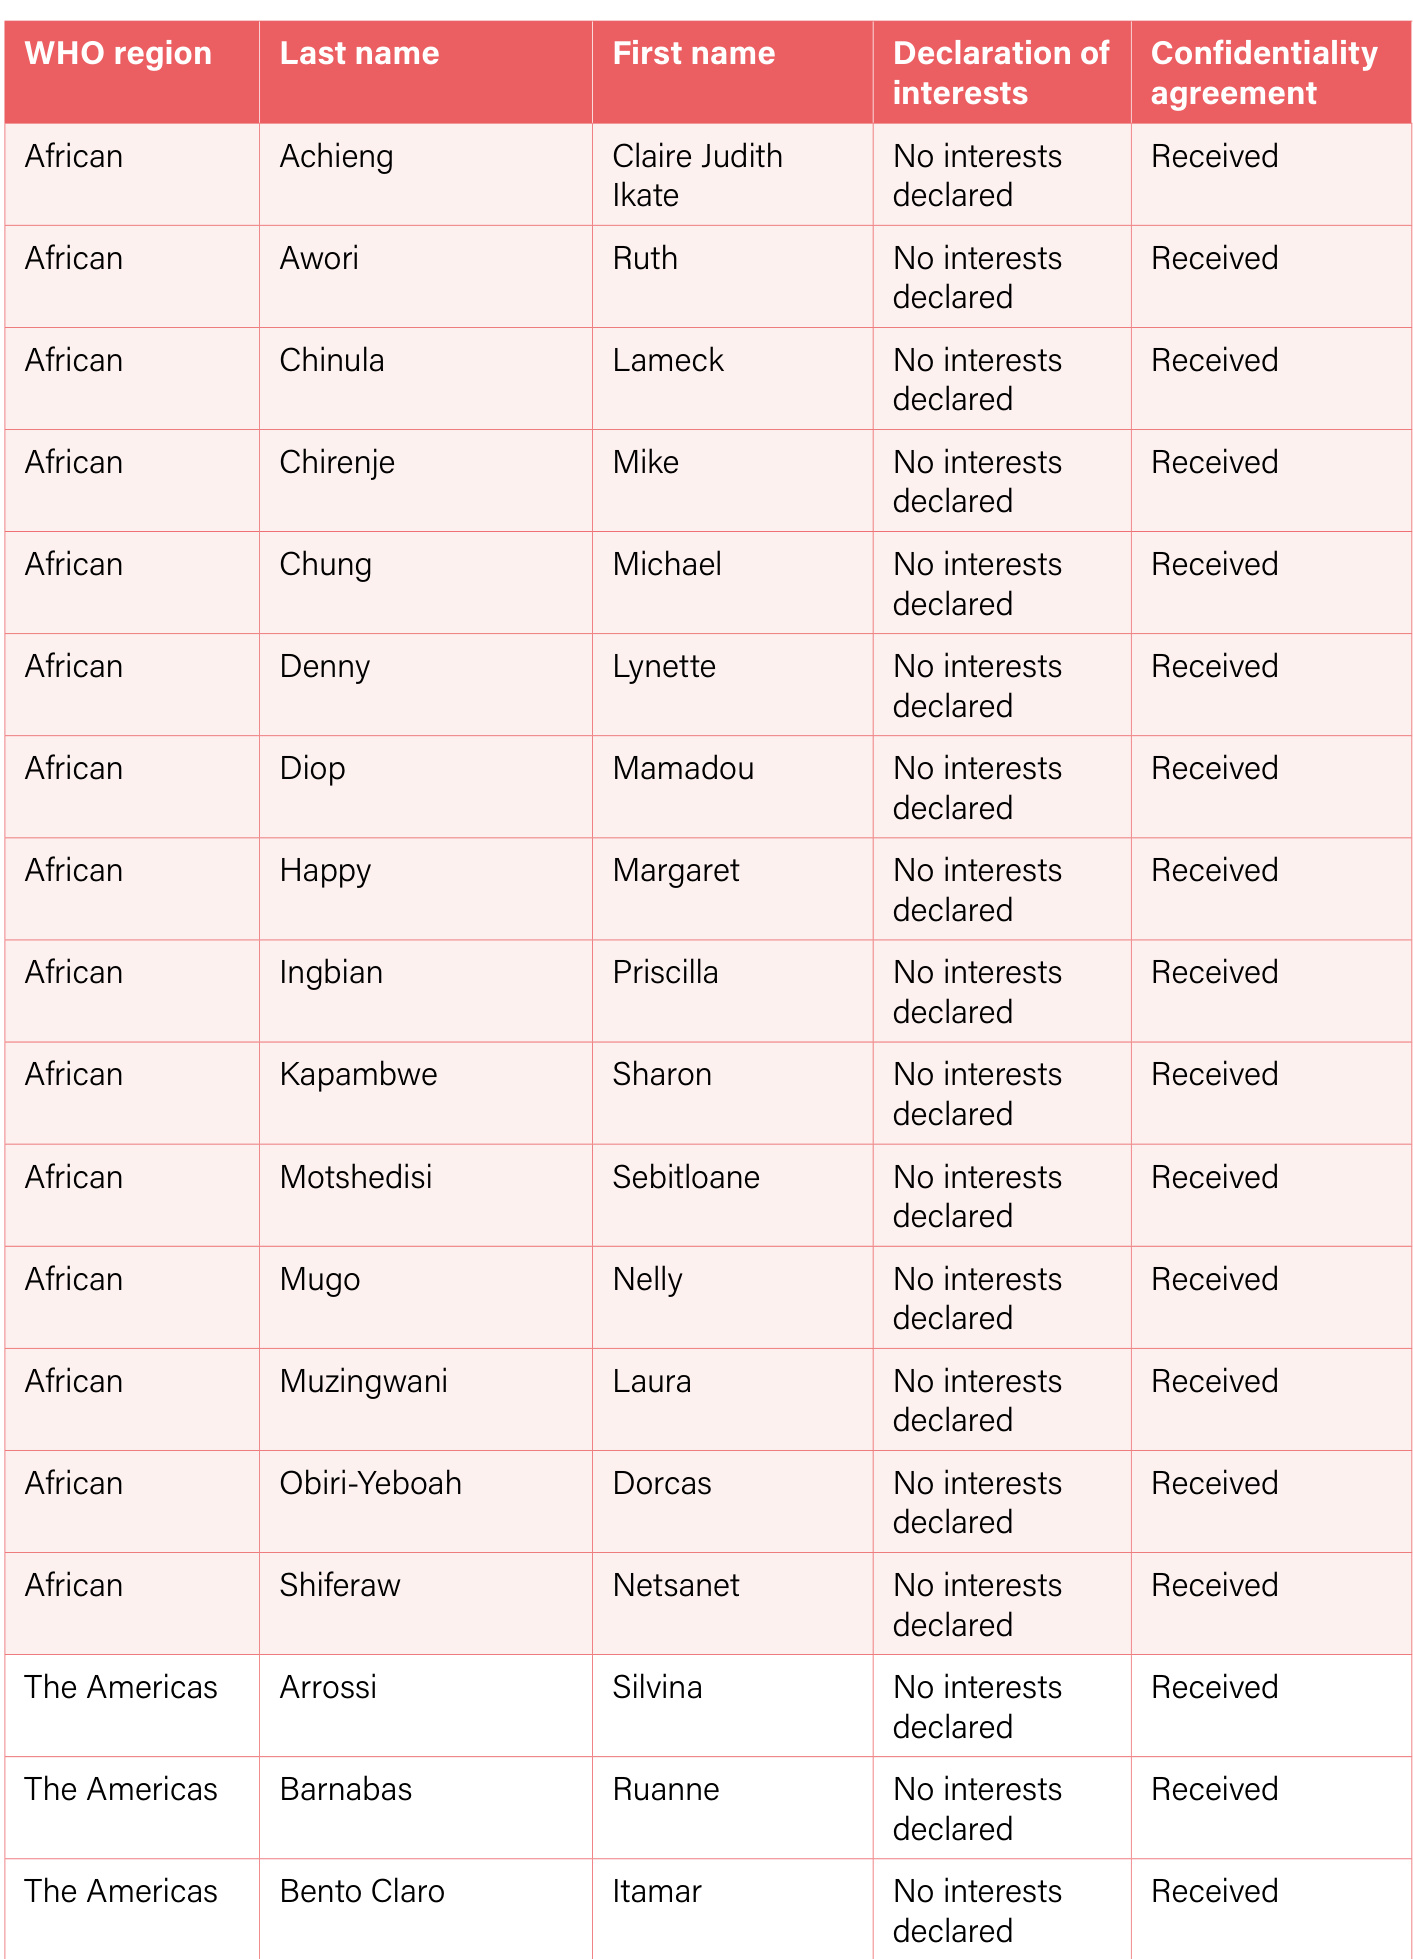 WHO region Last name First name Declaration of interests Confidentiality agreement
African Achieng Claire Judith Ikate No interests declared Received
African Awori Ruth No interests declared Received
African Chinula Lameck No interests declared Received
African Chirenje Mike No interests declared Received
African Chung Michael No interests declared Received
African Denny Lynette No interests declared Received
African Diop Mamadou No interests declared Received
African Happy Margaret No interests declared Received
African Ingbian Priscilla No interests declared Received
African Kapambwe Sharon No interests declared Received
African Motshedisi Sebitloane No interests declared Received
African Mugo Nelly No interests declared Received
African Muzingwani Laura No interests declared Received
African Obiri-Yeboah Dorcas No interests declared Received
African Shiferaw Netsanet No interests declared Received
The Americas Arrossi Silvina No interests declared Received
The Americas Barnabas Ruanne No interests declared Received
The Americas Bento Claro Itamar No interests declared Received